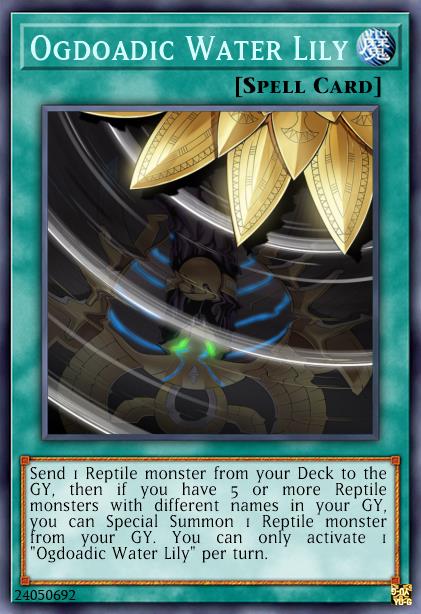 Ogdoadic Water Lily 魔
[Spell Card]
Send 1 Reptile monster from your Deck to the
GY, then if you have 5 or more Reptile
monsters with different names in your GY,
you can Special Summon 1 Reptile monster
from your GY. You can only activate 1
"Ogdoadic Water Lily" per turn.
24050692